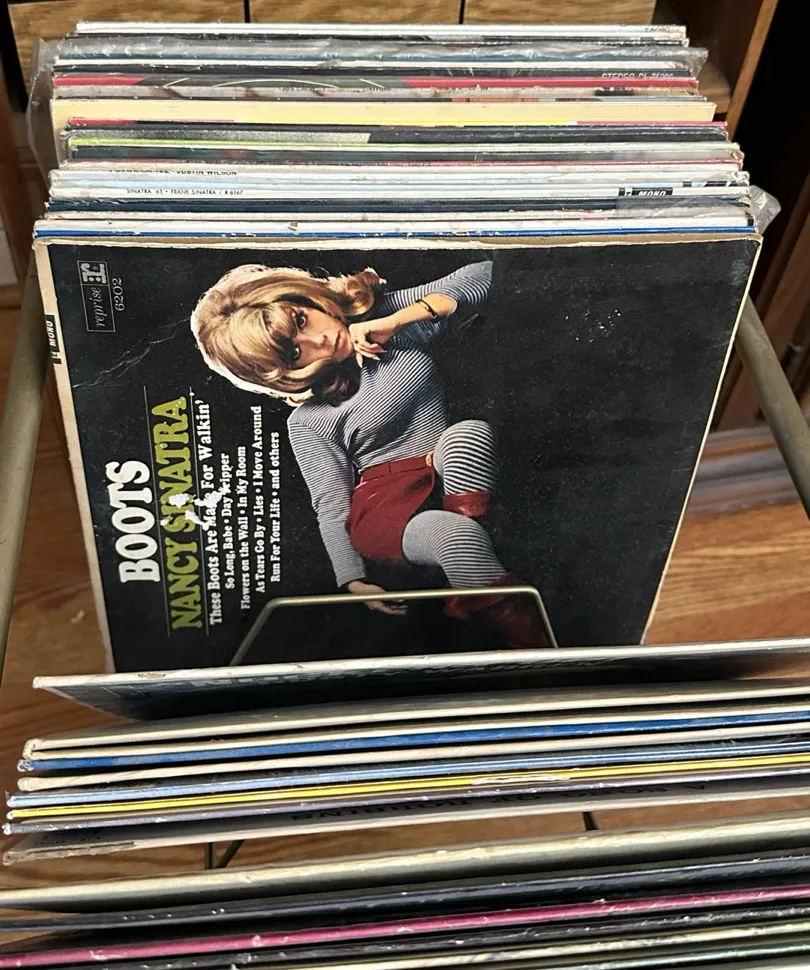 STEREO
JUSTIN WILSON
SINATRA '65 • FRANK SINATRA / R-6167
MONO
reprise
6202
MONO
BOOTS
NANCY SINATRA
These Boots Are Made For Walkin'
So Long, Babe • Day Tripper
Flowers on the Wall • In My Room
As Tears Go By • Lies • I Move Around
Run For Your Life • and others